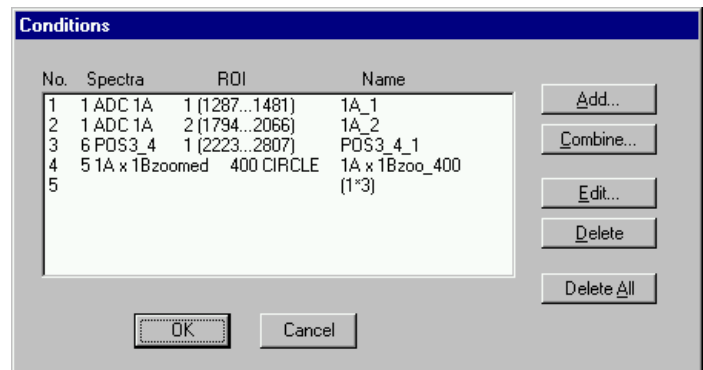 Conditions
No. Spectra ROI Name
1 1 ADC 1A 1 (1287...1481) 1A_1
2 1 ADC 1A 2 (1794...2066) 1A_2
3 6 POS3_4 1 (2223...2807) POS3_4_1
4 5 1A x 1Bzoomed 400 CIRCLE 1A x 1Bzoo_400
5 (1*3)
Add...
Combine...
Edit...
Delete
Delete All
OK Cancel